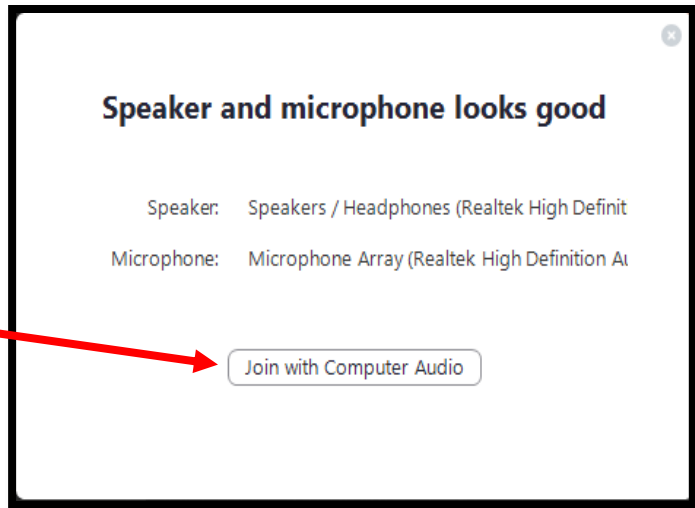 Speaker and microphone looks good
Speaker: Speakers / Headphones (Realtek High Definit
Microphone: Microphone Array (Realtek High Definition Au
Join with Computer Audio